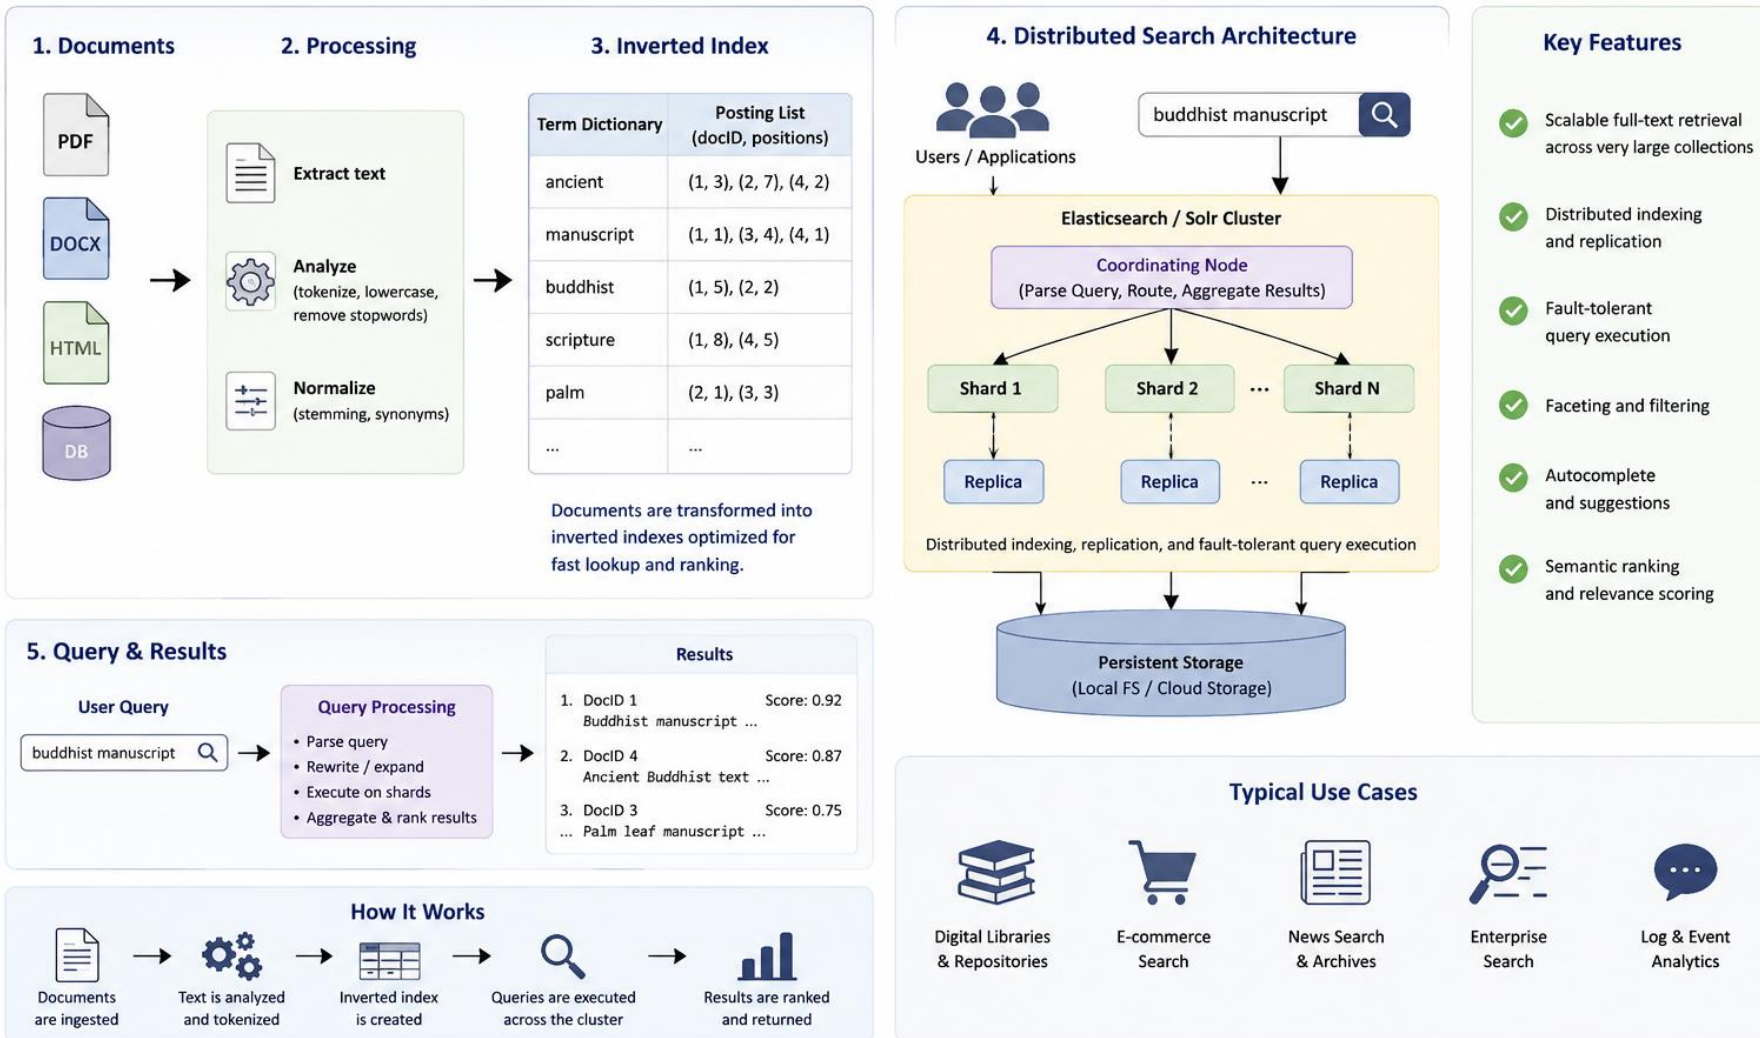 1. Documents
PDF
DOCX
HTML
DB
2. Processing
Extract text
Analyze
(tokenize, lowercase,
remove stopwords)
Normalize
(stemming, synonyms)
3. Inverted Index
Term Dictionary
Posting List
(docID, positions)
ancient
(1, 3), (2, 7), (4, 2)
manuscript
(1, 1), (3, 4), (4, 1)
buddhist
(1, 5), (2, 2)
scripture
(1, 8), (4, 5)
palm
(2, 1), (3, 3)
...
...
Documents are transformed into
inverted indexes optimized for
fast lookup and ranking.
4. Distributed Search Architecture
Users / Applications
buddhist manuscript
Elasticsearch / Solr Cluster
Coordinating Node
(Parse Query, Route, Aggregate Results)
Shard 1
Shard 2
...
Shard N
Replica
Replica
...
Replica
Distributed indexing, replication, and fault-tolerant query execution
Persistent Storage
(Local FS / Cloud Storage)
Key Features
Scalable full-text retrieval
across very large collections
Distributed indexing
and replication
Fault-tolerant
query execution
Faceting and filtering
Autocomplete
and suggestions
Semantic ranking
and relevance scoring
5. Query & Results
User Query
buddhist manuscript
Query Processing
• Parse query
• Rewrite / expand
• Execute on shards
• Aggregate & rank results
Results
1. DocID 1 Score: 0.92
Buddhist manuscript ...
2. DocID 4 Score: 0.87
Ancient Buddhist text ...
3. DocID 3 Score: 0.75
... Palm leaf manuscript ...
How It Works
Documents
are ingested
Text is analyzed
and tokenized
Inverted index
is created
Queries are executed
across the cluster
Results are ranked
and returned
Typical Use Cases
Digital Libraries
& Repositories
E-commerce
Search
News Search
& Archives
Enterprise
Search
Log & Event
Analytics